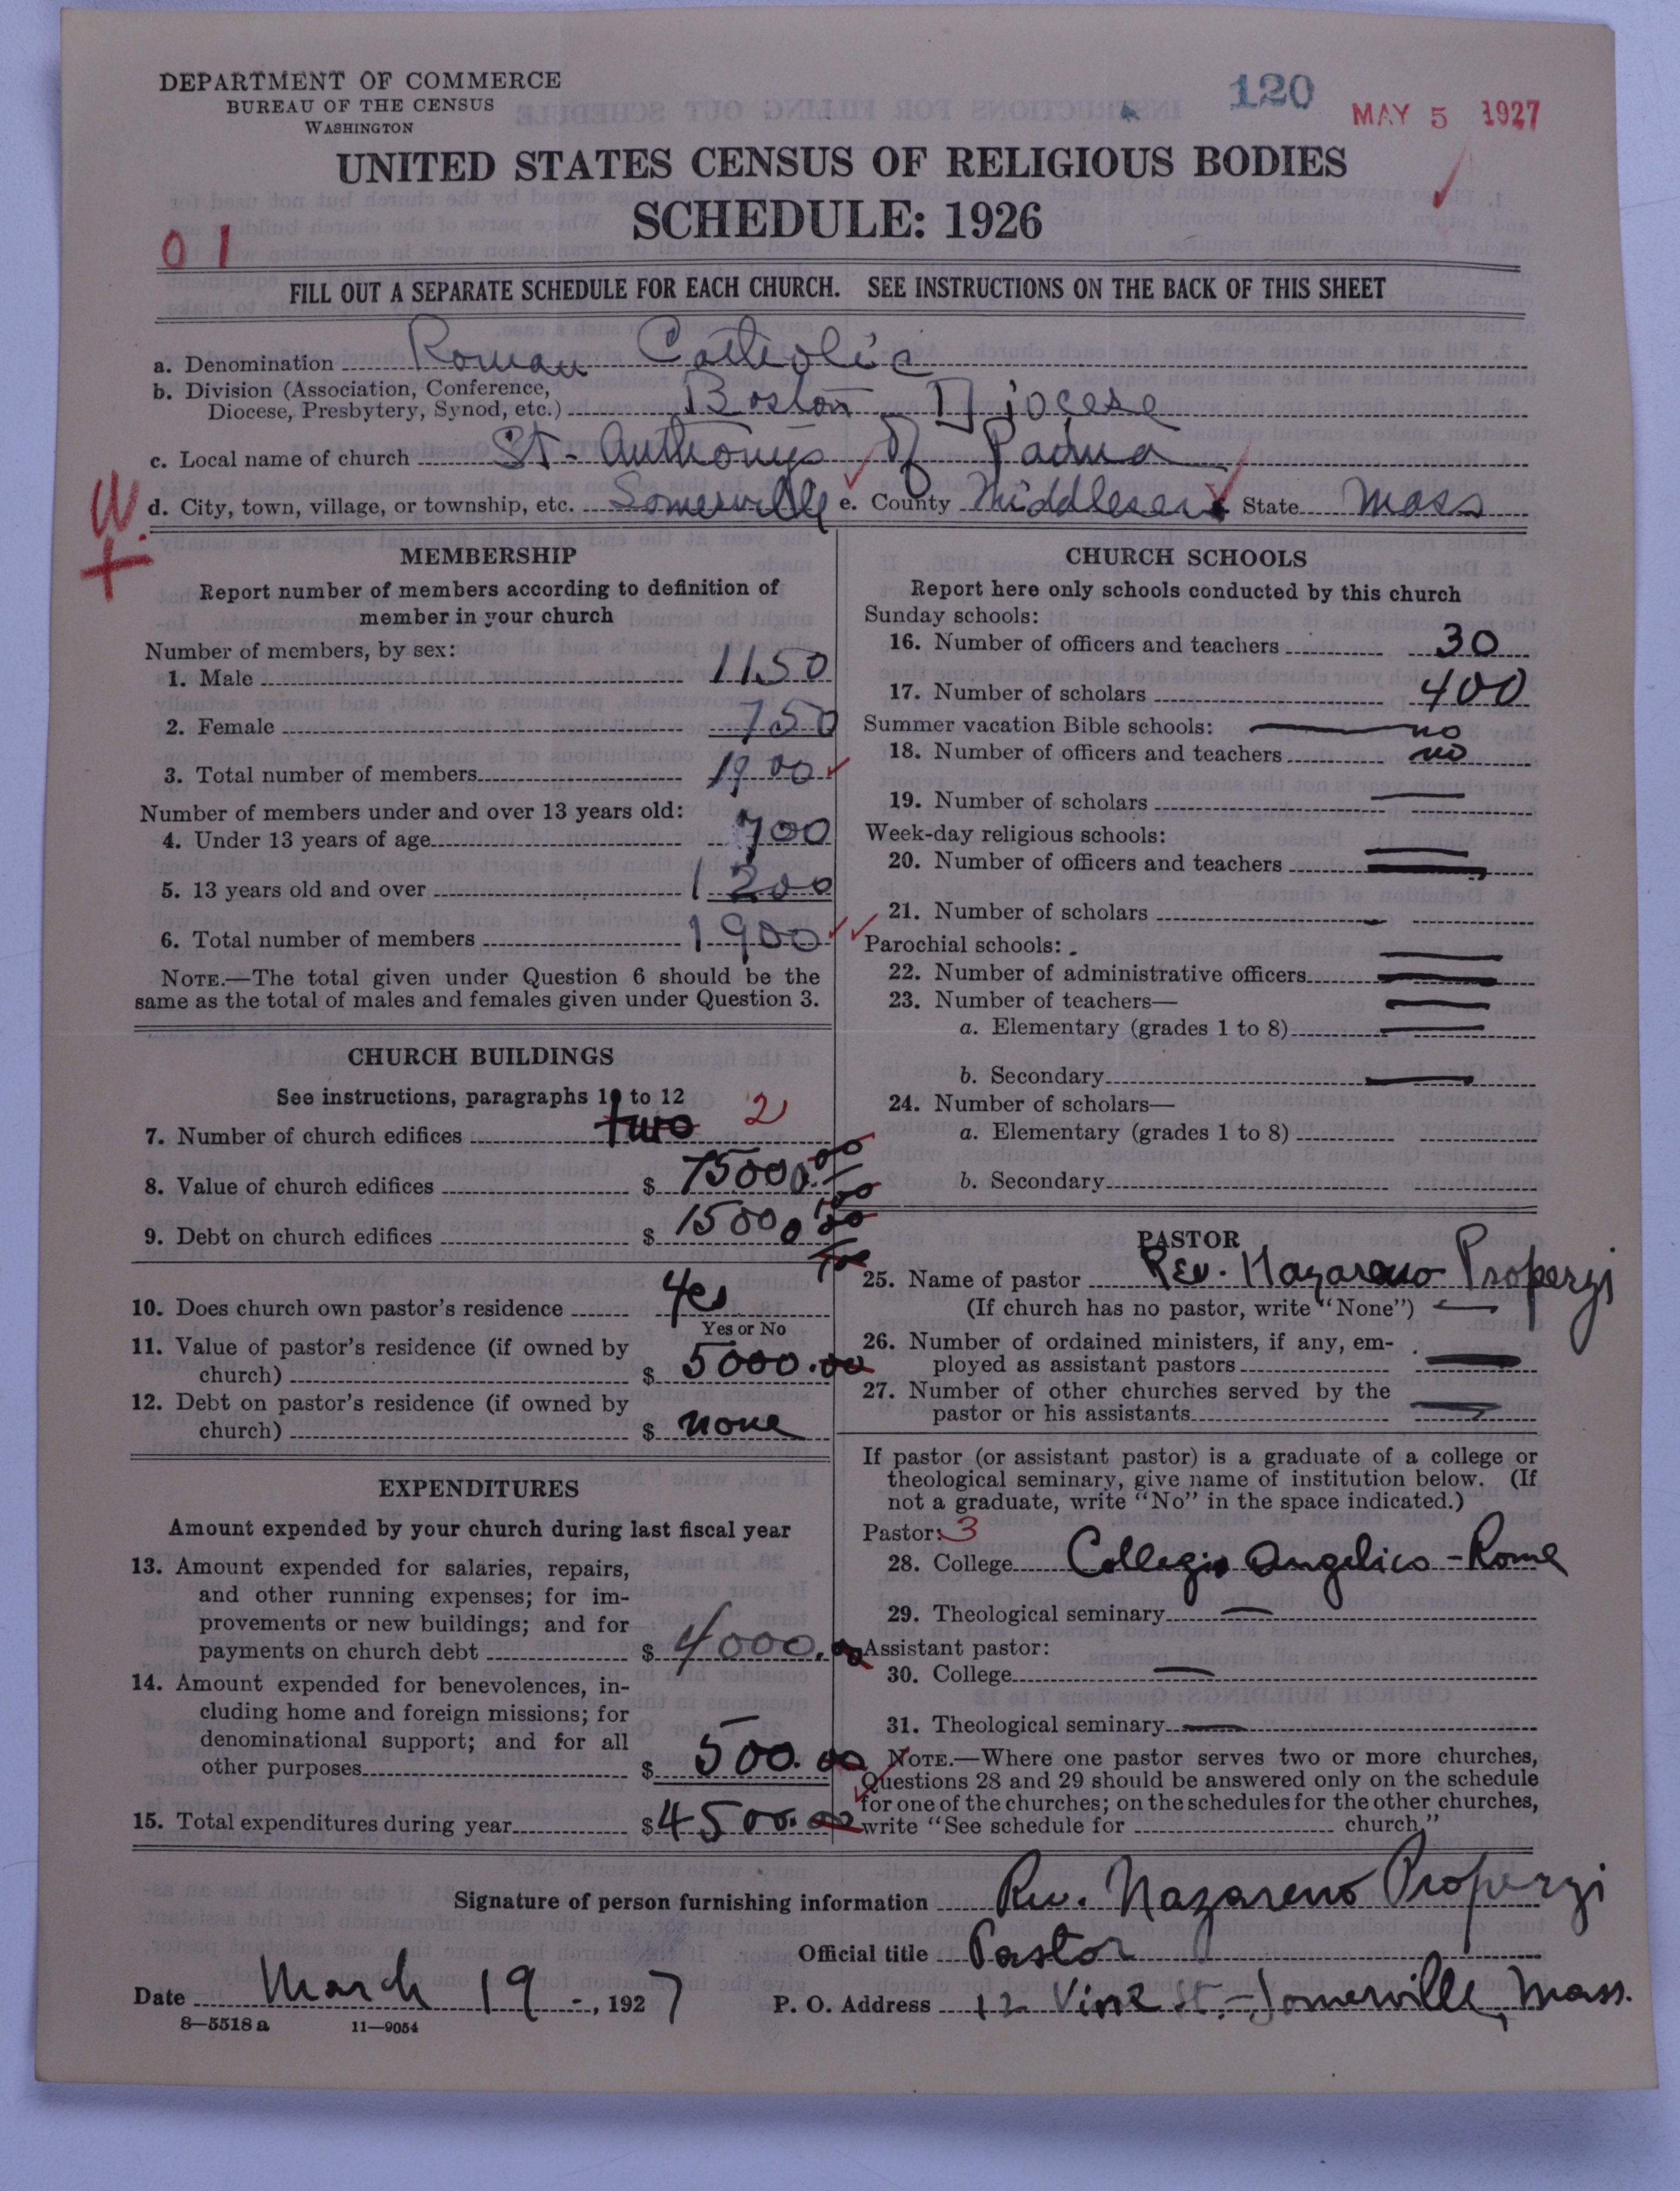 DEPARTMENT OF COMMERCE
BUREAU OF THE CENSUS
WASHINGTON
120
MAY 5 1927
UNITED STATES CENSUS OF RELIGIOUS BODIES
SCHEDULE: 1926
01
FILL OUT A SEPARATE SCHEDULE FOR EACH CHURCH. SEE INSTRUCTIONS ON THE BACK OF THIS SHEET
a. Denomination Roman Catholic
b. Division (Association, Conference,
Diocese, Presbytery, Synod, etc.) Boston Diocese
c. Local name of church St. Anthony's of Padua
W
+
d. City, town, village, or township, etc. Somerville e. County Middlesex State Mass
MEMBERSHIP
Report number of members according to definition of
member in your church
Number of members, by sex:
1. Male 1150
2. Female 750
3. Total number of members 1900
Number of members under and over 13 years old:
4. Under 13 years of age 700
5. 13 years old and over 1200
6. Total number of members 1900
NOTE.—The total given under Question 6 should be the
same as the total of males and females given under Question 3.
CHURCH BUILDINGS
See instructions, paragraphs 10 to 12
7. Number of church edifices two 2
8. Value of church edifices $ 75000.00
9. Debt on church edifices $ 15000.00
10. Does church own pastor's residence Yes
Yes or No
11. Value of pastor's residence (if owned by
church) $ 5000.00
12. Debt on pastor's residence (if owned by
church) $ none
EXPENDITURES
Amount expended by your church during last fiscal year
13. Amount expended for salaries, repairs,
and other running expenses; for im-
provements or new buildings; and for
payments on church debt $ 4000.00
14. Amount expended for benevolences, in-
cluding home and foreign missions; for
denominational support; and for all
other purposes $ 500.00
15. Total expenditures during year $ 4500.00
CHURCH SCHOOLS
Report here only schools conducted by this church
Sunday schools:
16. Number of officers and teachers 30
17. Number of scholars 400
Summer vacation Bible schools: no
18. Number of officers and teachers no
19. Number of scholars
Week-day religious schools:
20. Number of officers and teachers
21. Number of scholars
Parochial schools:
22. Number of administrative officers
23. Number of teachers—
a. Elementary (grades 1 to 8)
b. Secondary
24. Number of scholars—
a. Elementary (grades 1 to 8)
b. Secondary
PASTOR
25. Name of pastor Rev. Nazareno Properzi
(If church has no pastor, write "None")
26. Number of ordained ministers, if any, em-
ployed as assistant pastors
27. Number of other churches served by the
pastor or his assistants
If pastor (or assistant pastor) is a graduate of a college or
theological seminary, give name of institution below. (If
not a graduate, write "No" in the space indicated.)
Pastor: 3
28. College Collegio Angelico - Rome
29. Theological seminary
Assistant pastor:
30. College
31. Theological seminary
NOTE.—Where one pastor serves two or more churches,
Questions 28 and 29 should be answered only on the schedule
for one of the churches; on the schedules for the other churches,
write "See schedule for church."
Signature of person furnishing information Rev. Nazareno Properzi
Official title Pastor
Date March 19 -, 1927 P. O. Address 12 Vine St. - Somerville, Mass.
8—5518 a 11—9054